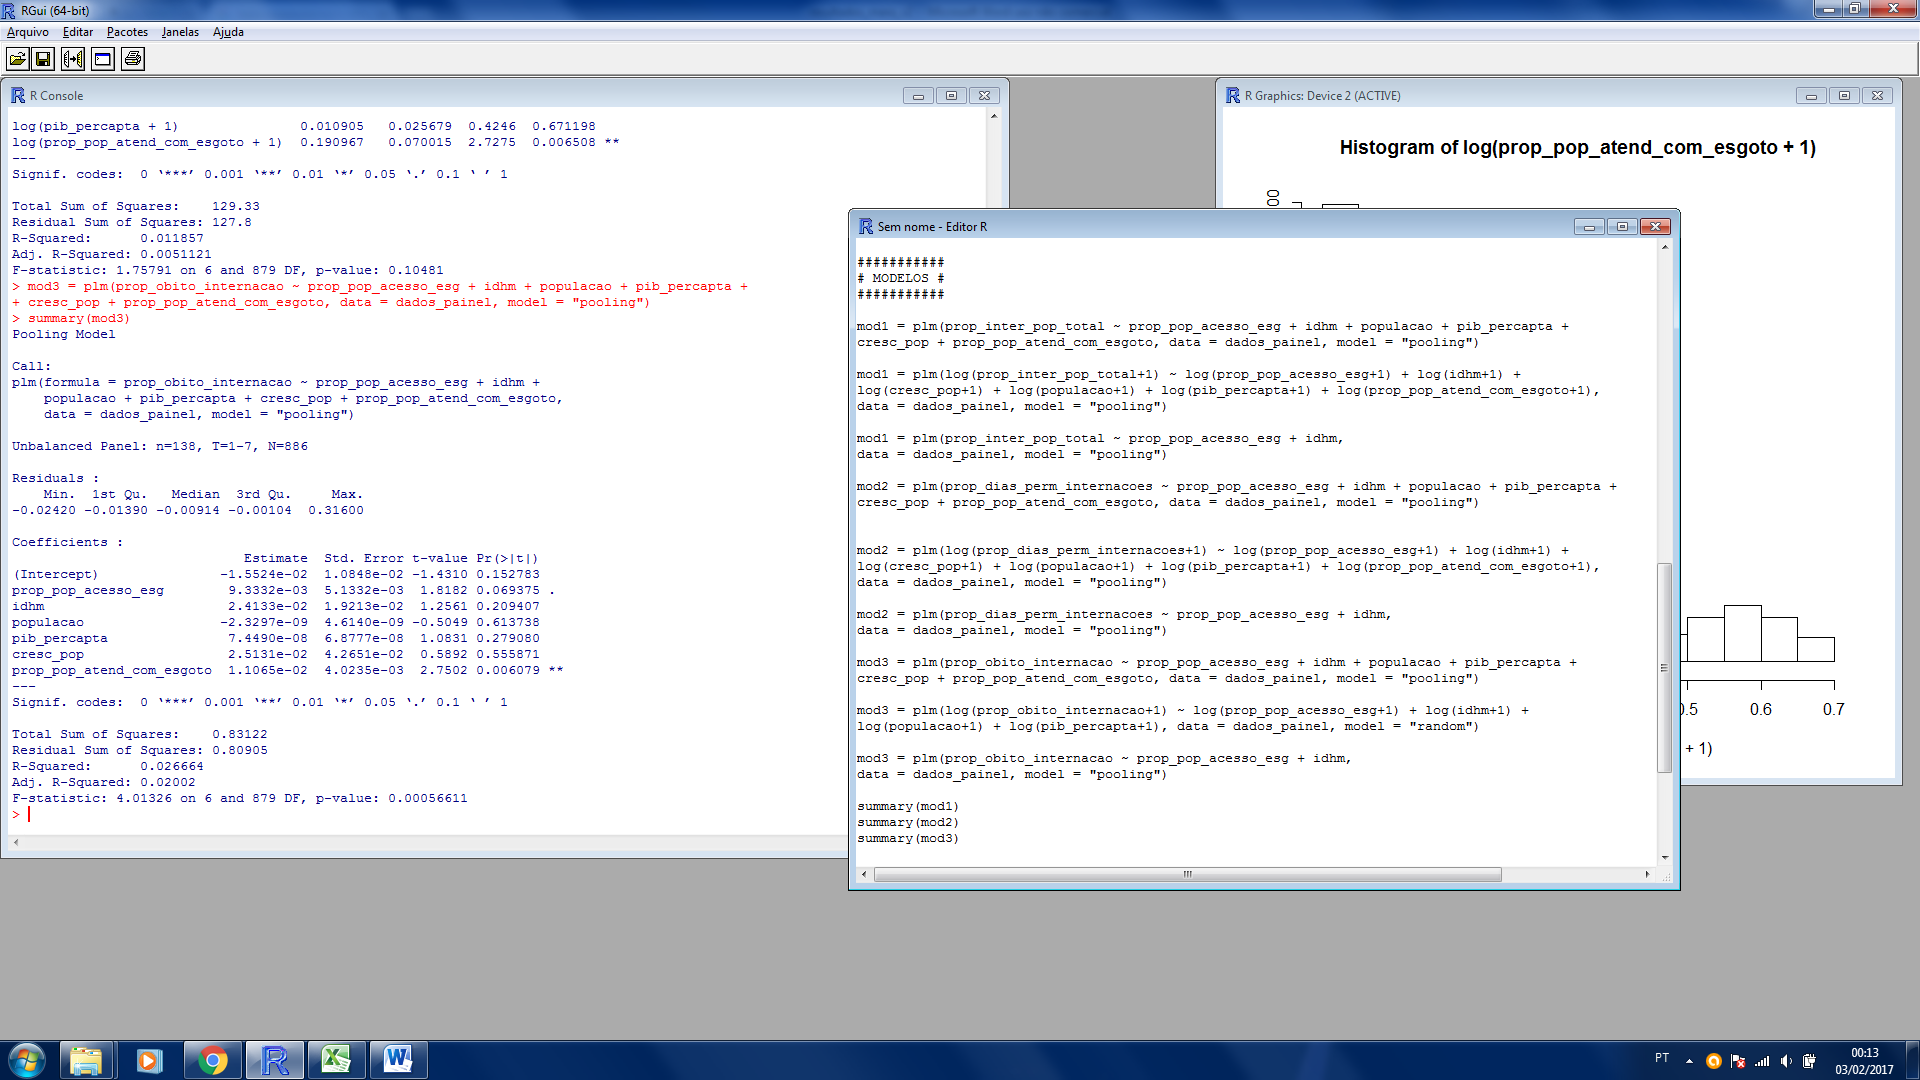 RGui (64-bit)
Arquivo Editar Pacotes Janelas Ajuda
R Console
log(pib_percapta + 1)                0.010905   0.025679  0.4246  0.671198
log(prop_pop_atend_com_esgoto + 1)  0.190967   0.070015  2.7275  0.006508 **
---
Signif. codes:  0 ‘***’ 0.001 ‘**’ 0.01 ‘*’ 0.05 ‘.’ 0.1 ‘ ’ 1
Total Sum of Squares:    129.33
Residual Sum of Squares: 127.8
R-Squared:      0.011857
Adj. R-Squared: 0.0051121
F-statistic: 1.75791 on 6 and 879 DF, p-value: 0.10481
> mod3 = plm(prop_obito_internacao ~ prop_pop_acesso_esg + idhm + populacao + pib_percapta +
+ cresc_pop + prop_pop_atend_com_esgoto, data = dados_painel, model = "pooling")
> summary(mod3)
Pooling Model
Call:
plm(formula = prop_obito_internacao ~ prop_pop_acesso_esg + idhm +
populacao + pib_percapta + cresc_pop + prop_pop_atend_com_esgoto,
data = dados_painel, model = "pooling")
Unbalanced Panel: n=138, T=1-7, N=886
Residuals :
Min.  1st Qu.   Median  3rd Qu.     Max.
-0.02420 -0.01390 -0.00914 -0.00104  0.31600
Coefficients :
Estimate  Std. Error t-value Pr(>|t|)
(Intercept)               -1.5524e-02  1.0848e-02 -1.4310 0.152783
prop_pop_acesso_esg        9.3332e-03  5.1332e-03  1.8182 0.069375 .
idhm                       2.4133e-02  1.9213e-02  1.2561 0.209407
populacao                 -2.3297e-09  4.6140e-09 -0.5049 0.613738
pib_percapta               7.4490e-08  6.8777e-08  1.0831 0.279080
cresc_pop                  2.5131e-02  4.2651e-02  0.5892 0.555871
prop_pop_atend_com_esgoto  1.1065e-02  4.0235e-03  2.7502 0.006079 **
---
Signif. codes:  0 ‘***’ 0.001 ‘**’ 0.01 ‘*’ 0.05 ‘.’ 0.1 ‘ ’ 1
Total Sum of Squares:    0.83122
Residual Sum of Squares: 0.80905
R-Squared:      0.026664
Adj. R-Squared: 0.02002
F-statistic: 4.01326 on 6 and 879 DF, p-value: 0.00056611
>
R Graphics: Device 2 (ACTIVE)
Histogram of log(prop_pop_atend_com_esgoto + 1)
00
0.5 0.6 0.7
+ 1)
Sem nome - Editor R
###########
# MODELOS #
###########
mod1 = plm(prop_inter_pop_total ~ prop_pop_acesso_esg + idhm + populacao + pib_percapta +
cresc_pop + prop_pop_atend_com_esgoto, data = dados_painel, model = "pooling")
mod1 = plm(log(prop_inter_pop_total+1) ~ log(prop_pop_acesso_esg+1) + log(idhm+1) +
log(cresc_pop+1) + log(populacao+1) + log(pib_percapta+1) + log(prop_pop_atend_com_esgoto+1),
data = dados_painel, model = "pooling")
mod1 = plm(prop_inter_pop_total ~ prop_pop_acesso_esg + idhm,
data = dados_painel, model = "pooling")
mod2 = plm(prop_dias_perm_internacoes ~ prop_pop_acesso_esg + idhm + populacao + pib_percapta +
cresc_pop + prop_pop_atend_com_esgoto, data = dados_painel, model = "pooling")
mod2 = plm(log(prop_dias_perm_internacoes+1) ~ log(prop_pop_acesso_esg+1) + log(idhm+1) +
log(cresc_pop+1) + log(populacao+1) + log(pib_percapta+1) + log(prop_pop_atend_com_esgoto+1),
data = dados_painel, model = "pooling")
mod2 = plm(prop_dias_perm_internacoes ~ prop_pop_acesso_esg + idhm,
data = dados_painel, model = "pooling")
mod3 = plm(prop_obito_internacao ~ prop_pop_acesso_esg + idhm + populacao + pib_percapta +
cresc_pop + prop_pop_atend_com_esgoto, data = dados_painel, model = "pooling")
mod3 = plm(log(prop_obito_internacao+1) ~ log(prop_pop_acesso_esg+1) + log(idhm+1) +
log(populacao+1) + log(pib_percapta+1), data = dados_painel, model = "random")
mod3 = plm(prop_obito_internacao ~ prop_pop_acesso_esg + idhm,
data = dados_painel, model = "pooling")
summary(mod1)
summary(mod2)
summary(mod3)
PT
00:13
03/02/2017